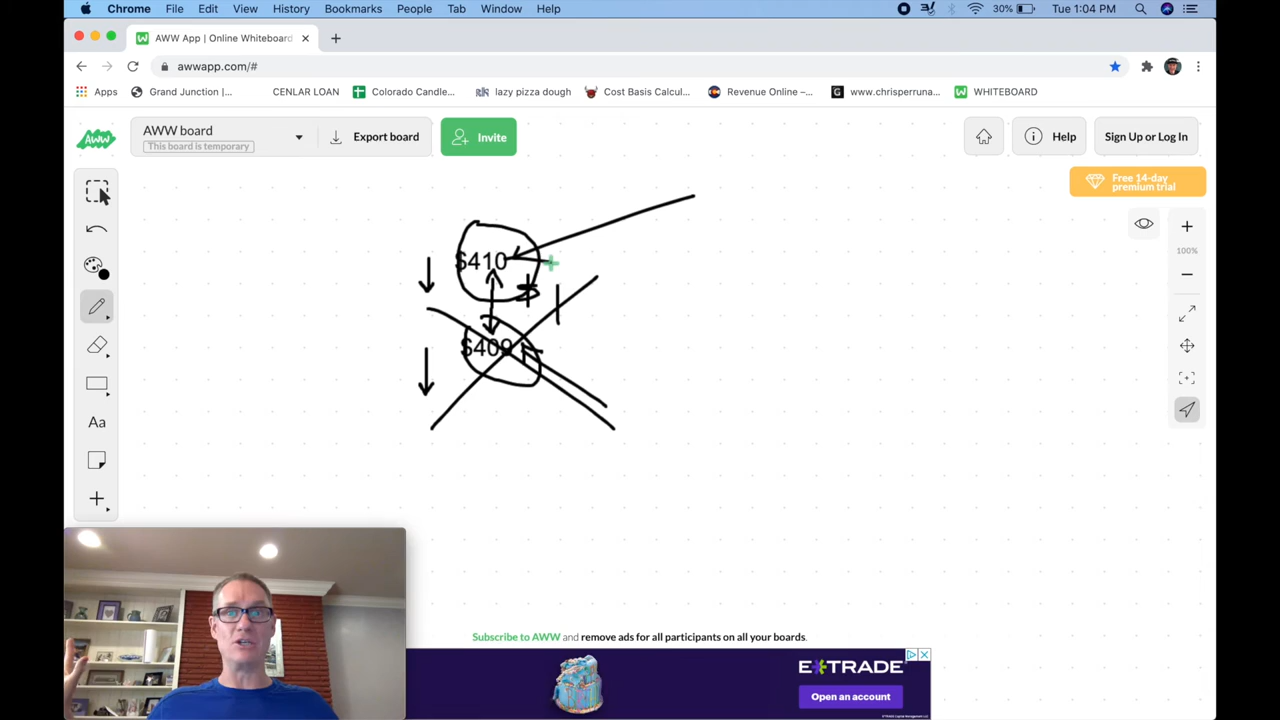 Chrome File Edit View History Bookmarks People Tab Window Help 30% Tue 1:04 PM
AWW App | Online Whiteboard
awwapp.com/#
Apps Grand Junction |... CENLAR LOAN Colorado Candle... lazy pizza dough Cost Basis Calcul... Revenue Online –... www.chrisperruna... WHITEBOARD
AWW
AWW board
This board is temporary
Export board
Invite
Help
Sign Up or Log In
Free 14-day
premium trial
100%
$410
$1
$409
Aa
Subscribe to AWW and remove ads for all participants on all your boards.
E*TRADE
Open an account